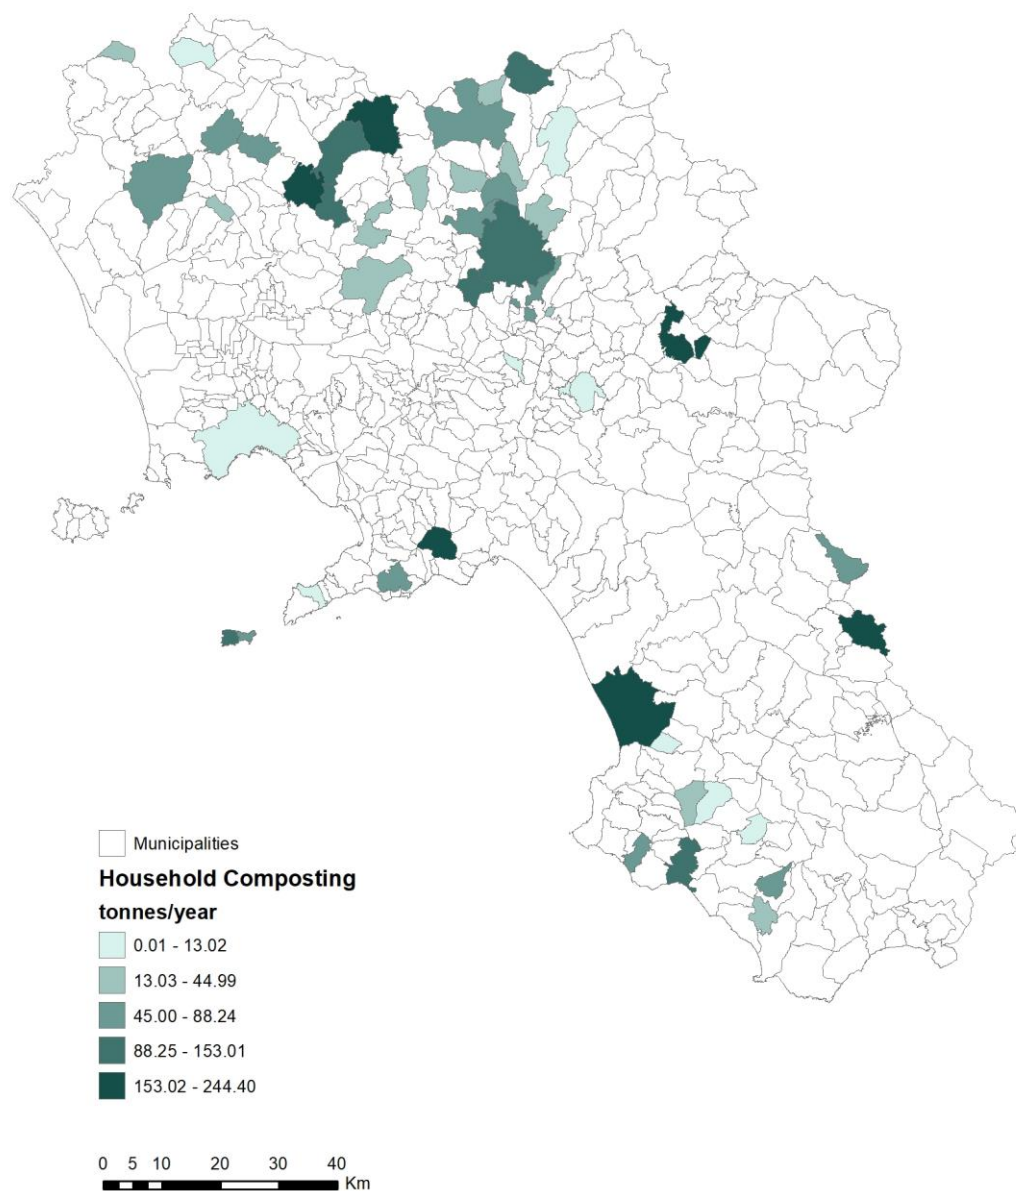 Municipalities
Household Composting
tonnes/year
0.01 - 13.02
13.03 - 44.99
45.00 - 88.24
88.25 - 153.01
153.02 - 244.40
0 5 10 20 30 40
Km